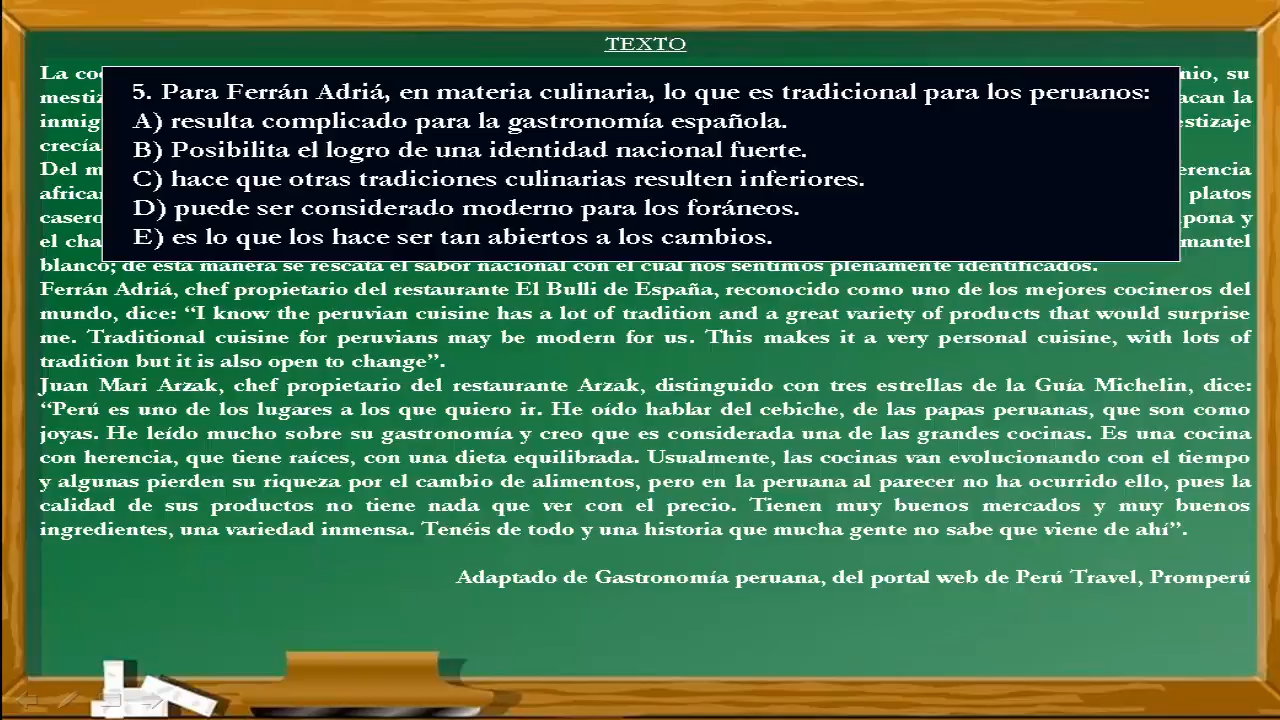 TEXTO
5. Para Ferrán Adriá, en materia culinaria, lo que es tradicional para los peruanos:
A) resulta complicado para la gastronomía española.
B) Posibilita el logro de una identidad nacional fuerte.
C) hace que otras tradiciones culinarias resulten inferiores.
D) puede ser considerado moderno para los foráneos.
E) es lo que los hace ser tan abiertos a los cambios.
La
su
la
Del
platos
y
el
mantel
blanco; de esta manera se rescata el sabor nacional con el cual nos sentimos plenamente identificados.
Ferrán Adriá, chef propietario del restaurante El Bulli de España, reconocido como uno de los mejores cocineros del
mundo, dice: “I know the peruvian cuisine has a lot of tradition and a great variety of products that would surprise
me. Traditional cuisine for peruvians may be modern for us. This makes it a very personal cuisine, with lots of
tradition but it is also open to change”.
Juan Mari Arzak, chef propietario del restaurante Arzak, distinguido con tres estrellas de la Guía Michelin, dice:
“Perú es uno de los lugares a los que quiero ir. He oído hablar del cebiche, de las papas peruanas, que son como
joyas. He leído mucho sobre su gastronomía y creo que es considerada una de las grandes cocinas. Es una cocina
con herencia, que tiene raíces, con una dieta equilibrada. Usualmente, las cocinas van evolucionando con el tiempo
y algunas pierden su riqueza por el cambio de alimentos, pero en la peruana al parecer no ha ocurrido ello, pues la
calidad de sus productos no tiene nada que ver con el precio. Tienen muy buenos mercados y muy buenos
ingredientes, una variedad inmensa. Tenéis de todo y una historia que mucha gente no sabe que viene de ahí”.
Adaptado de Gastronomía peruana, del portal web de Perú Travel, Promperú